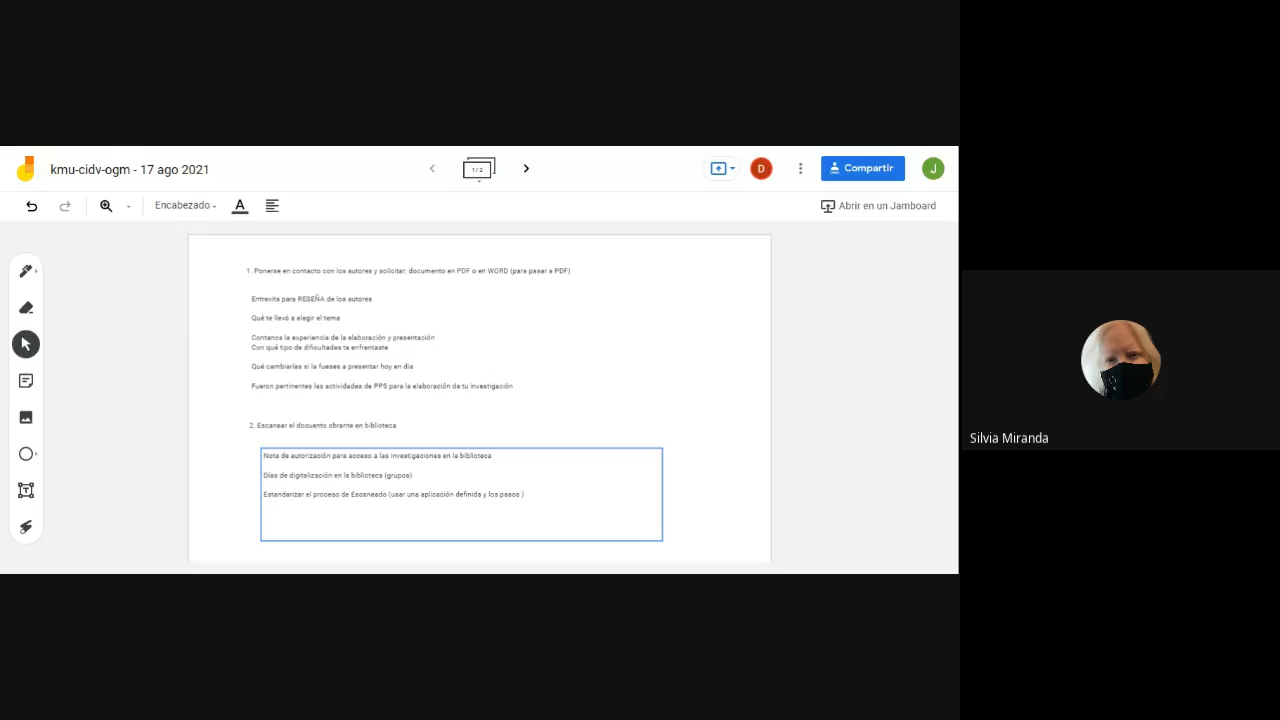 kmu-cidv-ogm - 17 ago 2021
1 / 2
D
Compartir
J
Encabezado
A
Abrir en un Jamboard
1. Ponerse en contacto con los autores y solicitar: documento en PDF o en WORD (para pasar a PDF)
Entrevita para RESEÑA de los autores
Qué te llevó a elegir el tema
Contanos la experiencia de la elaboración y presentación
Con qué tipo de dificultades te enfrentaste
Qué cambiarías si la fueses a presentar hoy en día
Fueron pertinentes las actividades de PPS para la elaboración de tu investigación
2. Escanear el docuento obrante en biblioteca
Nota de autorización para acceso a las investigaciones en la biblioteca
Días de digitalización en la biblioteca (grupos)
Estandarizar el proceso de Escaneado (usar una aplicación definida y los pasos )
Silvia Miranda